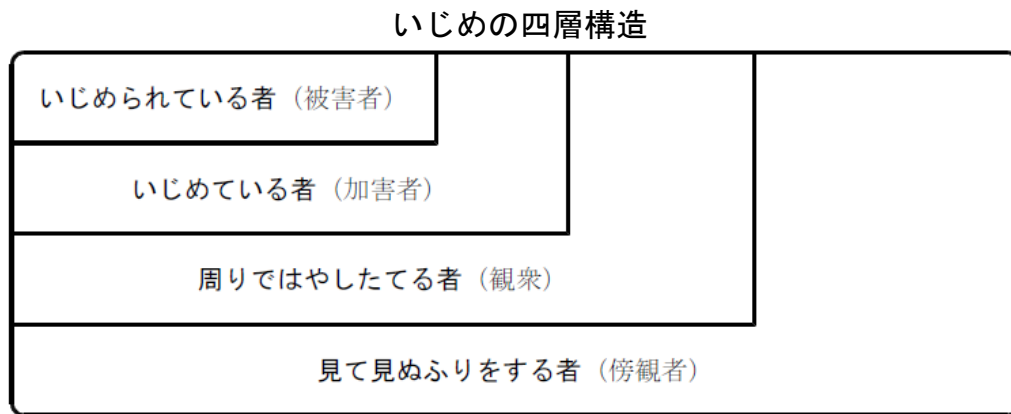 いじめの四層構造
いじめられている者（被害者）
いじめている者（加害者）
周りではやしたてる者（観衆）
見て見ぬふりをする者（傍観者）